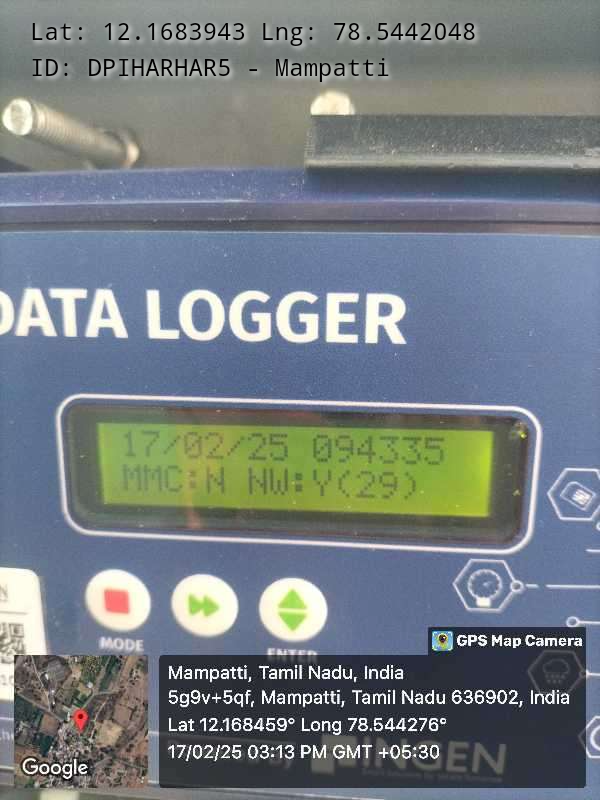 Lat: 12.1683943 Lng: 78.5442048
ID: DPIHARHAR5 - Mampatti
DATA LOGGER
17/02/25 094335
MMC:N NW:Y(29)
MODE
ENTER
GPS Map Camera
Mampatti, Tamil Nadu, India
5g9v+5qf, Mampatti, Tamil Nadu 636902, India
Lat 12.168459° Long 78.544276°
17/02/25 03:13 PM GMT +05:30
Google